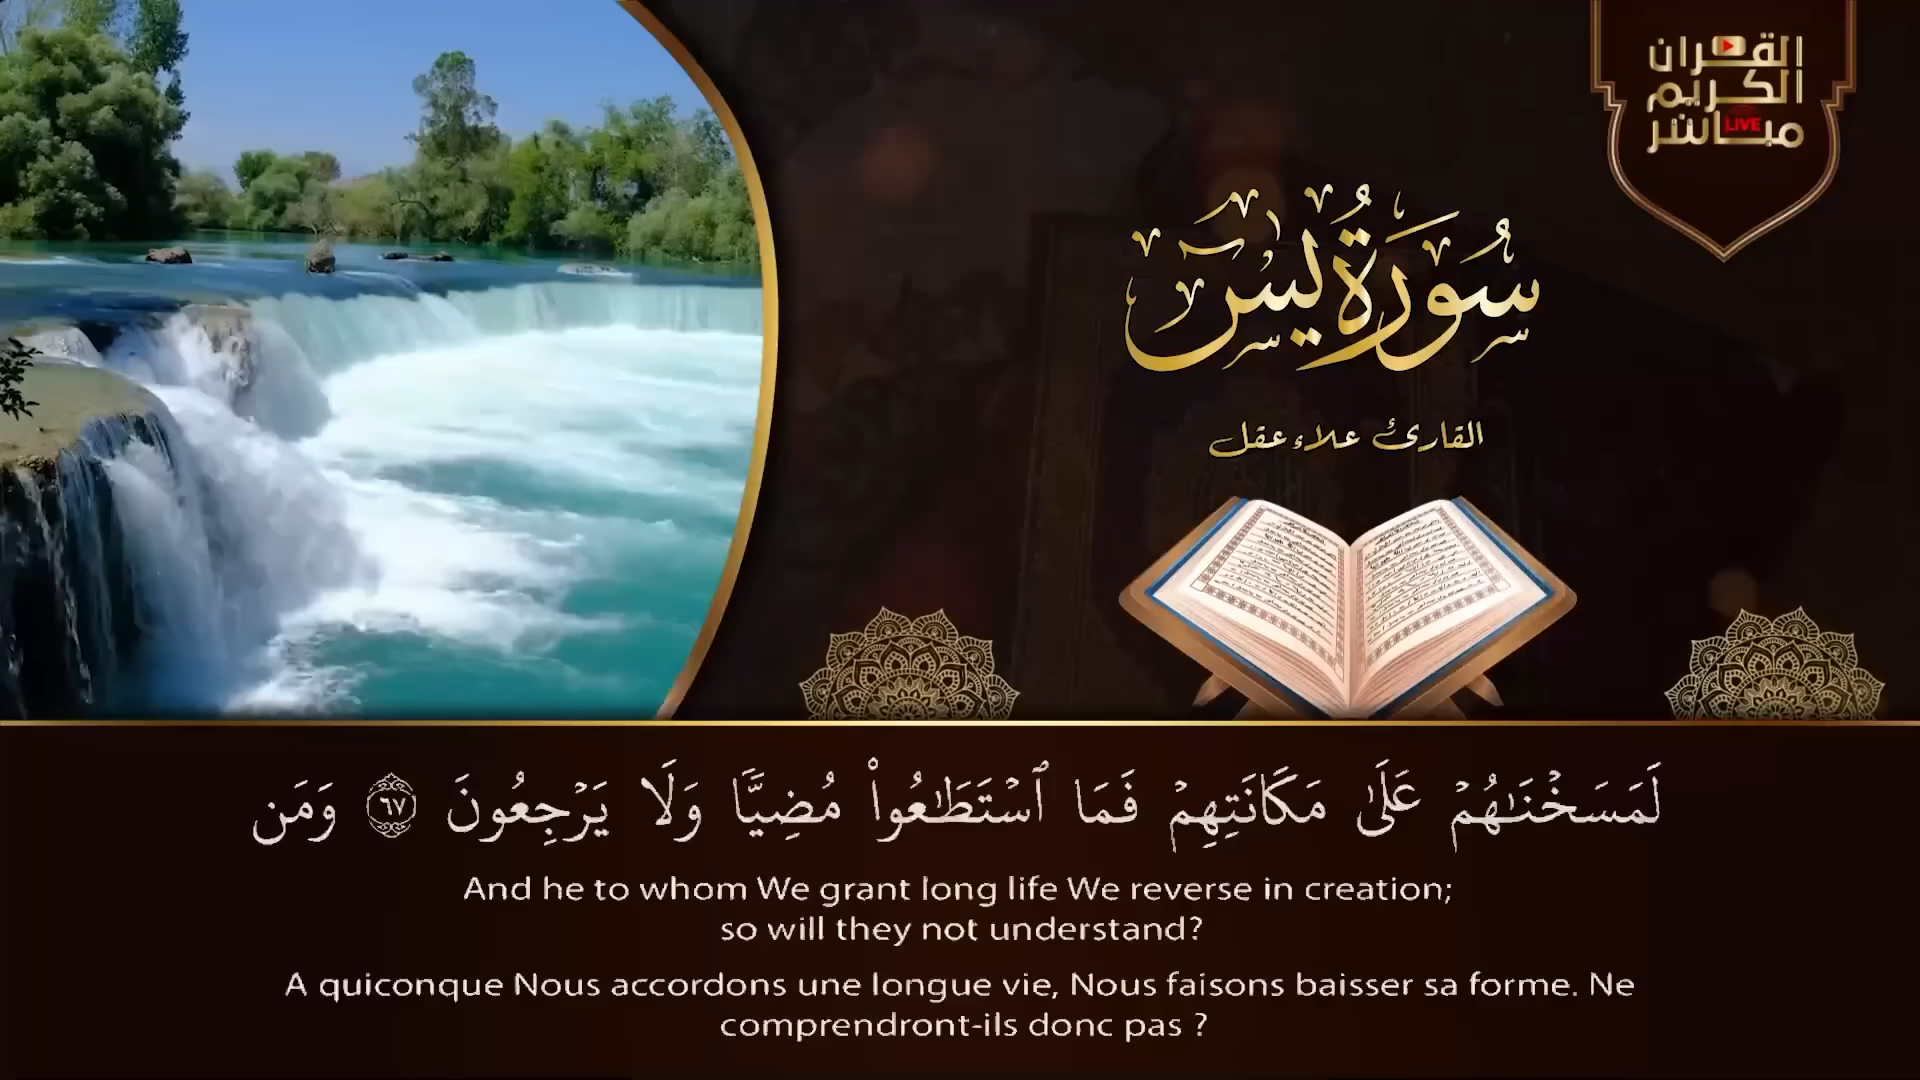 القران
الكريم
مباشر
LIVE
سُورَةُ يسٓ
القارئ علاء عقل
لَمَسَخۡنَٰهُمۡ عَلَىٰ مَكَانَتِهِمۡ فَمَا ٱسۡتَطَٰعُواْ مُضِيّٗا وَلَا يَرۡجِعُونَ ٦٧ وَمَن
And he to whom We grant long life We reverse in creation;
so will they not understand?
A quiconque Nous accordons une longue vie, Nous faisons baisser sa forme. Ne
comprendront-ils donc pas ?